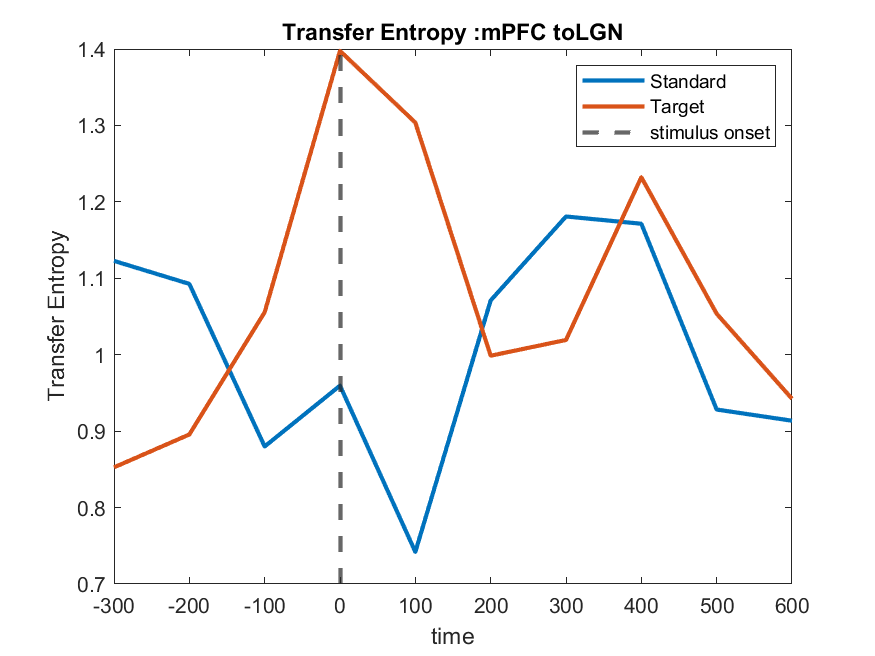 Transfer Entropy :mPFC toLGN
1.4
1.3
1.2
1.1
1
0.9
0.8
0.7
Transfer Entropy
Standard
Target
stimulus onset
-300 -200 -100 0 100 200 300 400 500 600
time